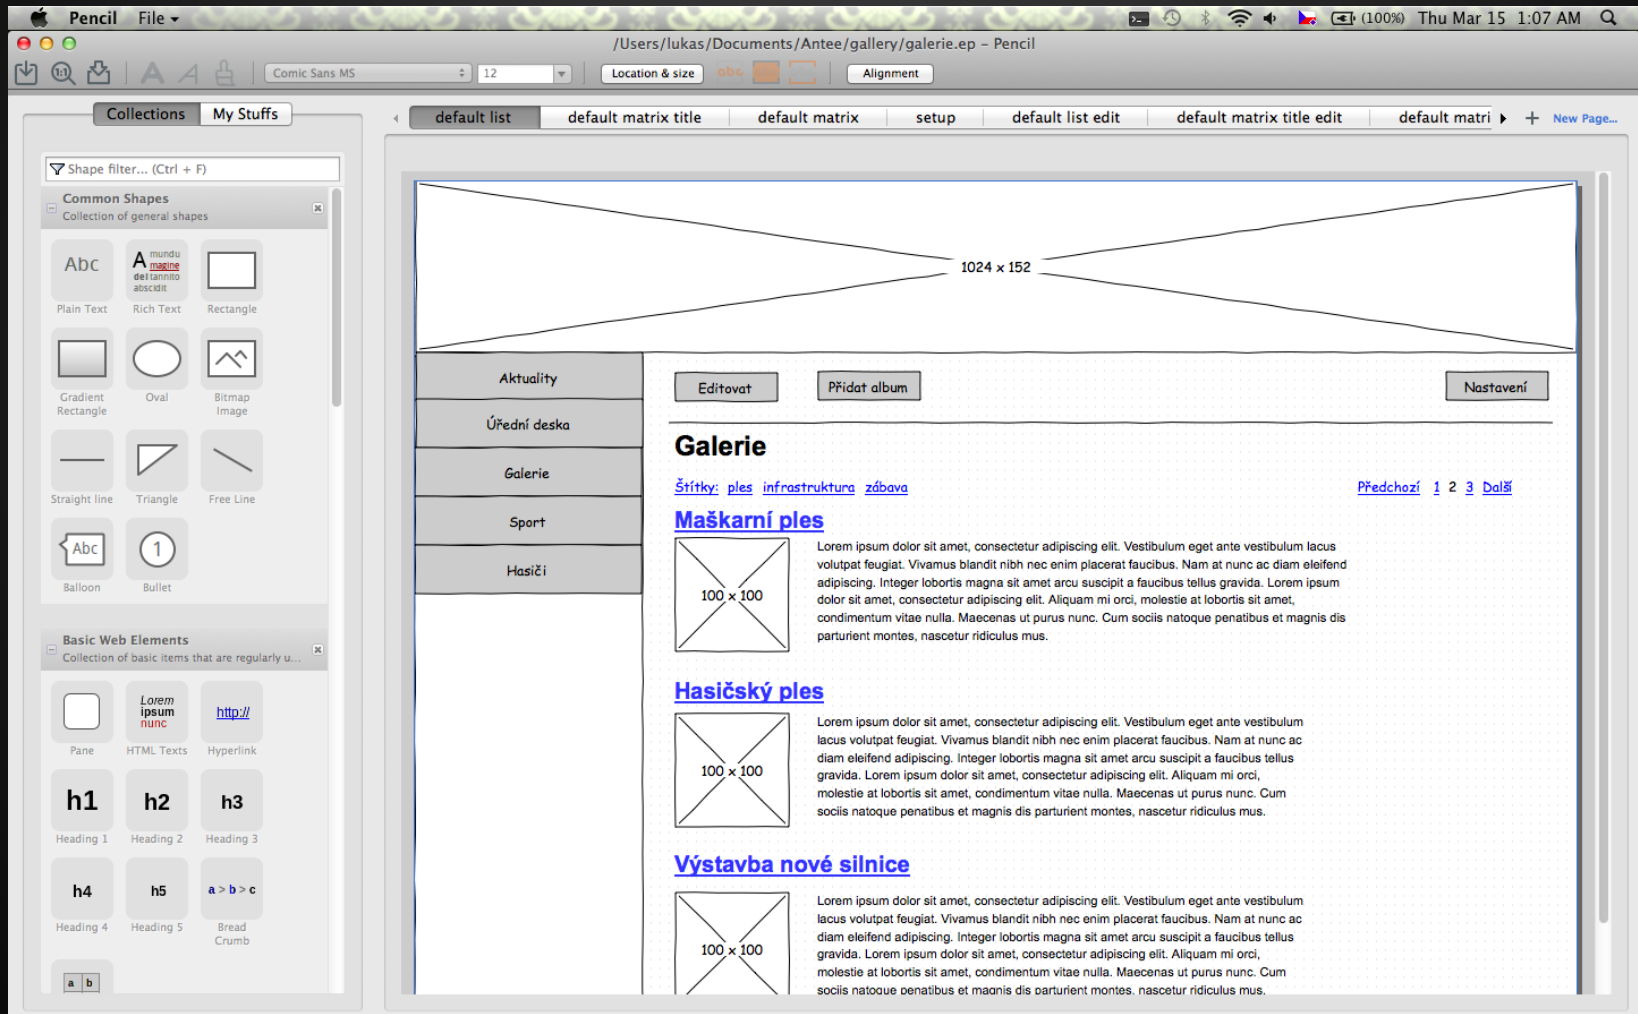 Pencil File
(100%) Thu Mar 15 1:07 AM
/Users/lukas/Documents/Antee/gallery/galerie.ep – Pencil
1:1 A A Comic Sans MS 12 Location & size abc Alignment
Collections My Stuffs
default list default matrix title default matrix setup default list edit default matrix title edit default matri New Page...
Shape filter... (Ctrl + F)
Common Shapes
Collection of general shapes
Abc
A mundu
magine
del tannito
abscidit
Plain Text Rich Text Rectangle
Gradient
Rectangle
Oval
Bitmap
Image
Straight line Triangle Free Line
Abc 1
Balloon Bullet
Basic Web Elements
Collection of basic items that are regularly u...
Lorem
ipsum
nunc
http://
Pane HTML Texts Hyperlink
h1 h2 h3
Heading 1 Heading 2 Heading 3
h4 h5 a > b > c
Heading 4 Heading 5 Bread
Crumb
a b
1024 x 152
Aktuality
Úřední deska
Galerie
Sport
Hasiči
Editovat Přidat album Nastavení
Galerie
Štítky: ples infrastruktura zábava Předchozí 1 2 3 Další
Maškarní ples
100 x 100
Lorem ipsum dolor sit amet, consectetur adipiscing elit. Vestibulum eget ante vestibulum lacus
volutpat feugiat. Vivamus blandit nibh nec enim placerat faucibus. Nam at nunc ac diam eleifend
adipiscing. Integer lobortis magna sit amet arcu suscipit a faucibus tellus gravida. Lorem ipsum
dolor sit amet, consectetur adipiscing elit. Aliquam mi orci, molestie at lobortis sit amet,
condimentum vitae nulla. Maecenas ut purus nunc. Cum sociis natoque penatibus et magnis dis
parturient montes, nascetur ridiculus mus.
Hasičský ples
100 x 100
Lorem ipsum dolor sit amet, consectetur adipiscing elit. Vestibulum eget ante vestibulum
lacus volutpat feugiat. Vivamus blandit nibh nec enim placerat faucibus. Nam at nunc ac
diam eleifend adipiscing. Integer lobortis magna sit amet arcu suscipit a faucibus tellus
gravida. Lorem ipsum dolor sit amet, consectetur adipiscing elit. Aliquam mi orci,
molestie at lobortis sit amet, condimentum vitae nulla. Maecenas ut purus nunc. Cum
sociis natoque penatibus et magnis dis parturient montes, nascetur ridiculus mus.
Výstavba nové silnice
100 x 100
Lorem ipsum dolor sit amet, consectetur adipiscing elit. Vestibulum eget ante vestibulum
lacus volutpat feugiat. Vivamus blandit nibh nec enim placerat faucibus. Nam at nunc ac
diam eleifend adipiscing. Integer lobortis magna sit amet arcu suscipit a faucibus tellus
gravida. Lorem ipsum dolor sit amet, consectetur adipiscing elit. Aliquam mi orci,
molestie at lobortis sit amet, condimentum vitae nulla. Maecenas ut purus nunc. Cum
sociis natoque penatibus et magnis dis parturient montes, nascetur ridiculus mus.